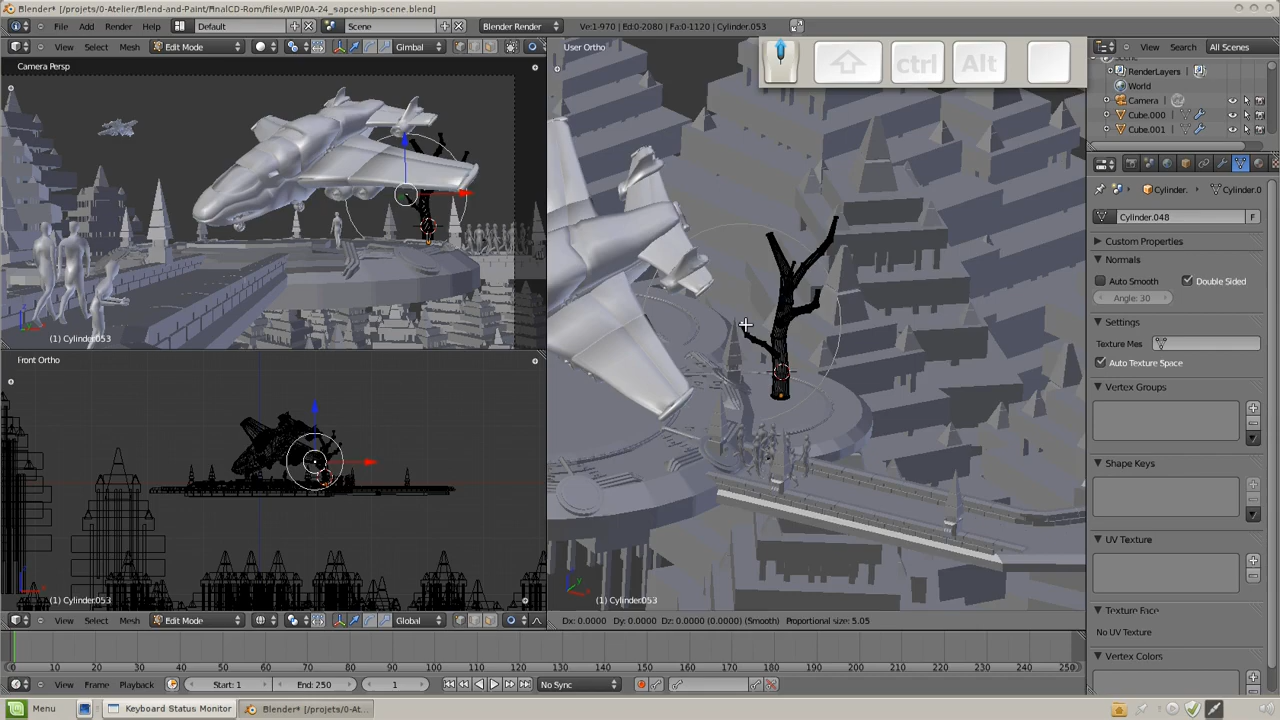 Blender* [/projets/0-Atelier/Blend-and-Paint/finalCD-Rom/files/WIP/0A-24_sapceship-scene.blend]
File Add Render Help Default Scene Blender Render Ve:1-970 | Ed:0-2080 | Fa:0-1120 | Cylinder.053
View Select Mesh Edit Mode Gimbal
Camera Persp
(1) Cylinder.053
Front Ortho
(1) Cylinder.053
View Select Mesh Edit Mode Global
User Ortho
ctrl
Alt
(1) Cylinder.053
Dx: 0.0000 Dy: 0.0000 Dz: 0.0000 (0.0000) (Smooth) Proportional size: 5.05
View Search All Scenes
RenderLayers |
World
Camera
Cube.000
Cube.001
Cylinder. Cylinder.0
Cylinder.048 F
Custom Properties
Normals
Auto Smooth Double Sided
Angle: 30
Settings
Texture Mes
Auto Texture Space
Vertex Groups
Shape Keys
UV Texture
Texture Face
No UV Texture
Vertex Colors
0 10 20 30 40 50 60 70 80 90 100 110 120 130 140 150 160 170 180 190 200 210 220 230 240 250
View Frame Playback Start: 1 End: 250 1 No Sync
Menu Keyboard Status Monitor Blender* [/projets/0-At...